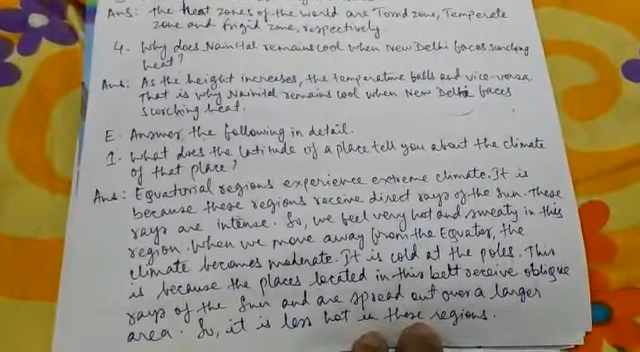 Ans: The heat zones of the world are Torrid zone, Temperate
zone and frigid zone, respectively
4. Why does Nainital remains cool when New Delhi faces scorching
heat?
Ans: As the height increases, the temperature falls and vice-versa
That is why Nainital remains cool when New Delhi faces
scorching heat.
E. Answer the following in detail.
1. What does the latitude of a place tell you about the climate
of that place?
Ans: Equatorial regions experience extreme climate. It is
because these regions receive direct rays of the Sun. These
rays are intense. So, we feel very hot and sweaty in this
region. When we move away from the Equator, the
climate becomes moderate. It is cold at the poles. This
is because the places located in this belt receive oblique
rays of the Sun and are spread out over a larger
area. So, it is less hot in these regions.